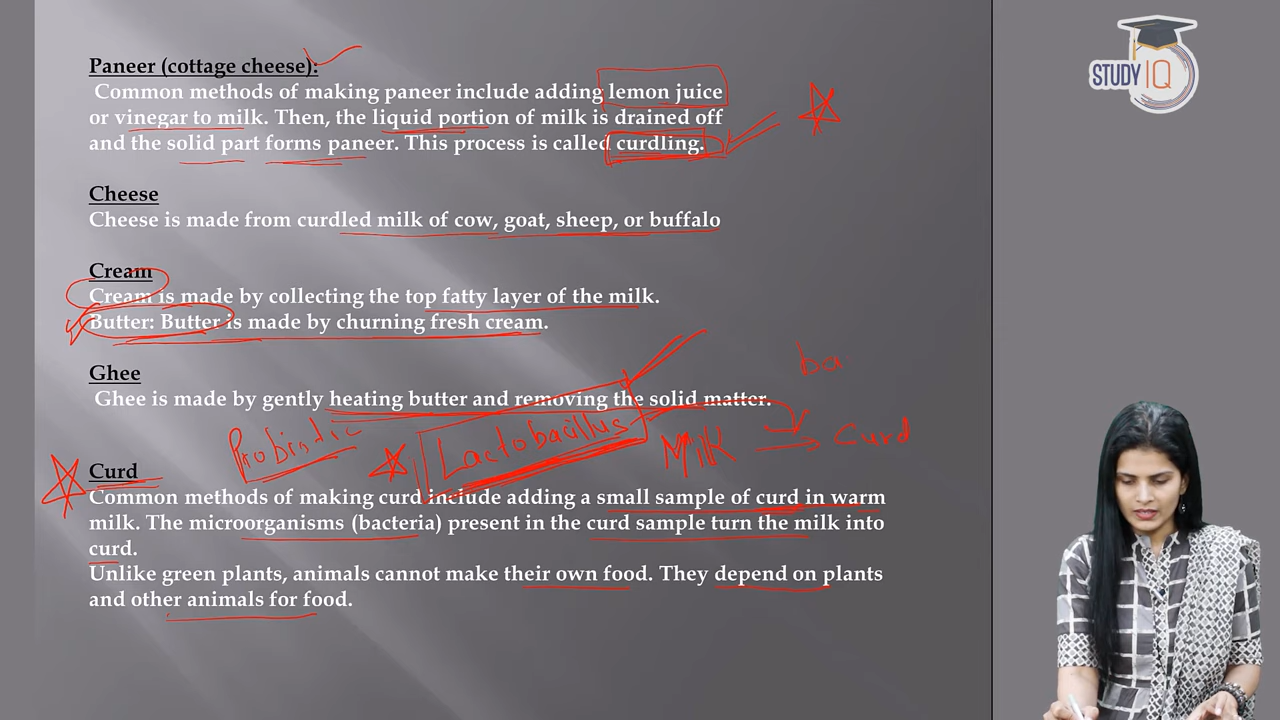 STUDY IQ
Paneer (cottage cheese):
Common methods of making paneer include adding lemon juice
or vinegar to milk. Then, the liquid portion of milk is drained off
and the solid part forms paneer. This process is called curdling.
Cheese
Cheese is made from curdled milk of cow, goat, sheep, or buffalo
Cream
Cream is made by collecting the top fatty layer of the milk.
Butter: Butter is made by churning fresh cream.
ba
Ghee
Ghee is made by gently heating butter and removing the solid matter.
Lactobacillus Milk → Curd
Curd
Common methods of making curd include adding a small sample of curd in warm
milk. The microorganisms (bacteria) present in the curd sample turn the milk into
curd.
Unlike green plants, animals cannot make their own food. They depend on plants
and other animals for food.